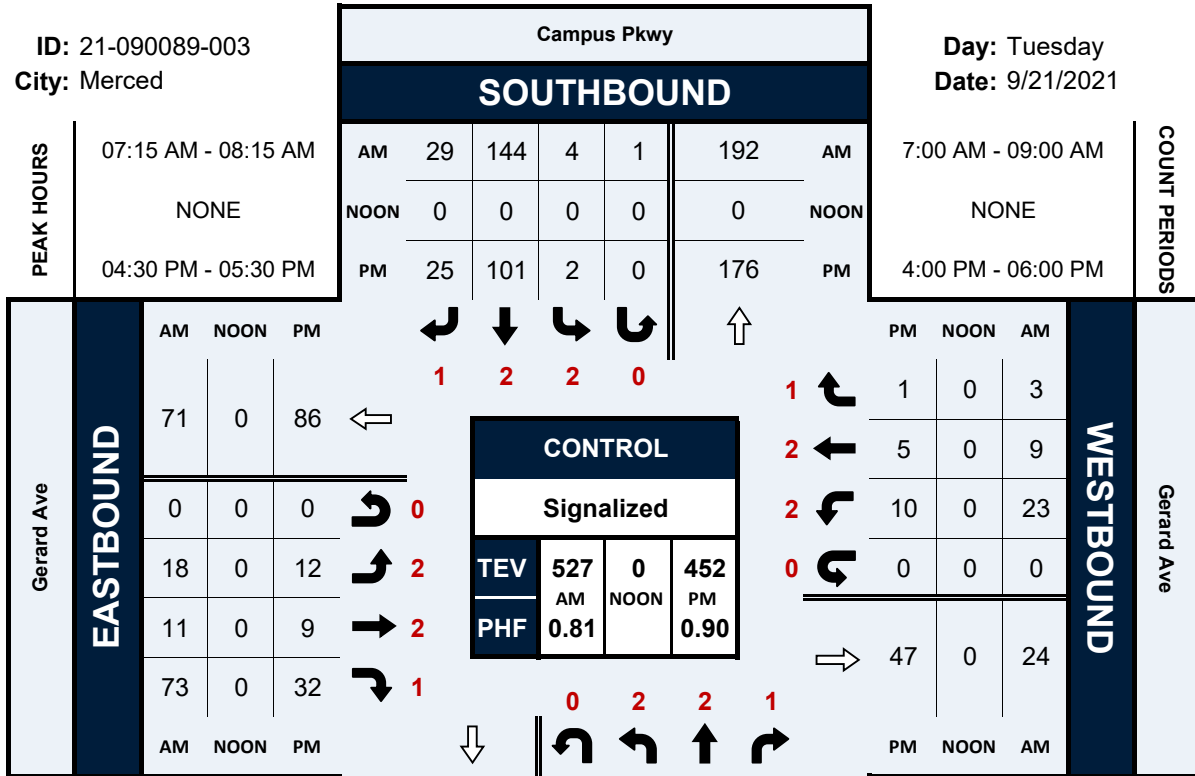 ID: 21-090089-003
City: Merced
Campus Pkwy
SOUTHBOUND
Day: Tuesday
Date: 9/21/2021
PEAK HOURS
07:15 AM - 08:15 AM
NONE
04:30 PM - 05:30 PM
AM 29 144 4 1 192 AM
NOON 0 0 0 0 0 NOON
PM 25 101 2 0 176 PM
7:00 AM - 09:00 AM
NONE
4:00 PM - 06:00 PM
COUNT PERIODS
1 2 2 0
Gerard Ave
EASTBOUND
AM NOON PM
71 0 86
0 0 0 0
18 0 12 2
11 0 9 2
73 0 32 1
AM NOON PM
CONTROL
Signalized
TEV 527 0 452
AM NOON PM
PHF 0.81 0.90
PM NOON AM
1 1 0 3
2 5 0 9
2 10 0 23
0 0 0 0
47 0 24
PM NOON AM
WESTBOUND
Gerard Ave
0 2 2 1